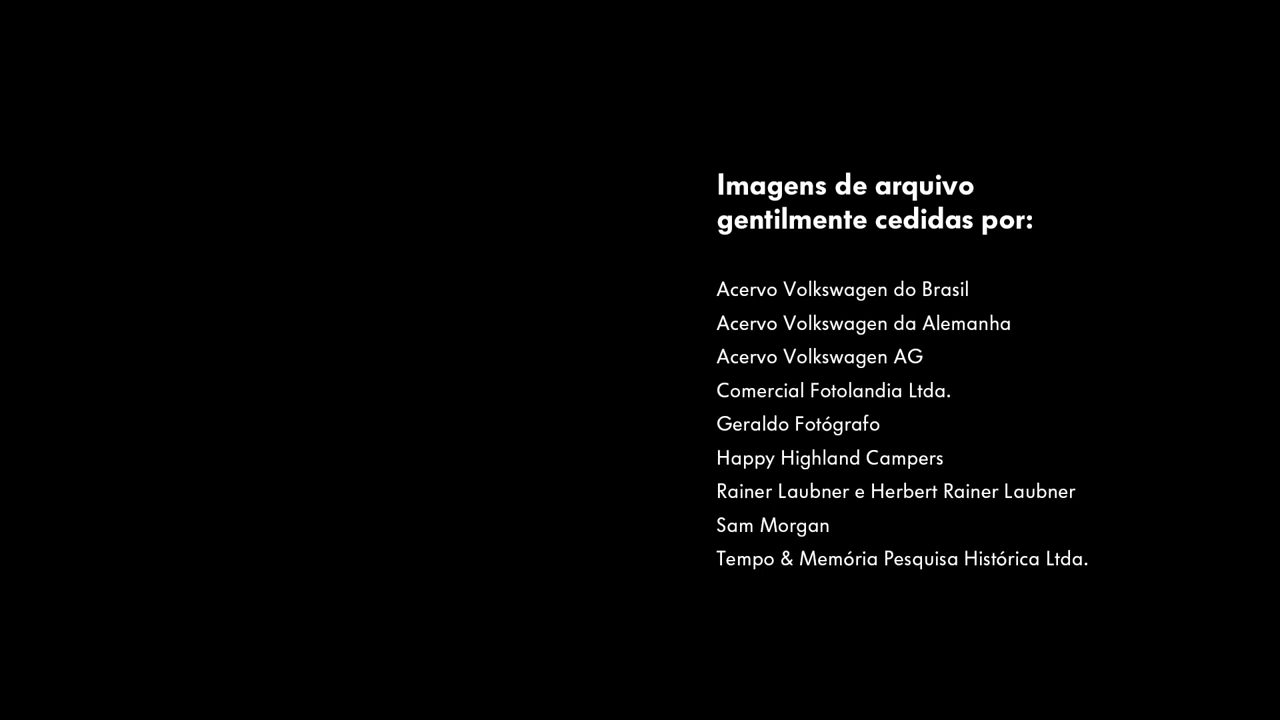 Imagens de arquivo
gentilmente cedidas por:
Acervo Volkswagen do Brasil
Acervo Volkswagen da Alemanha
Acervo Volkswagen AG
Comercial Fotolandia Ltda.
Geraldo Fotógrafo
Happy Highland Campers
Rainer Laubner e Herbert Rainer Laubner
Sam Morgan
Tempo & Memória Pesquisa Histórica Ltda.